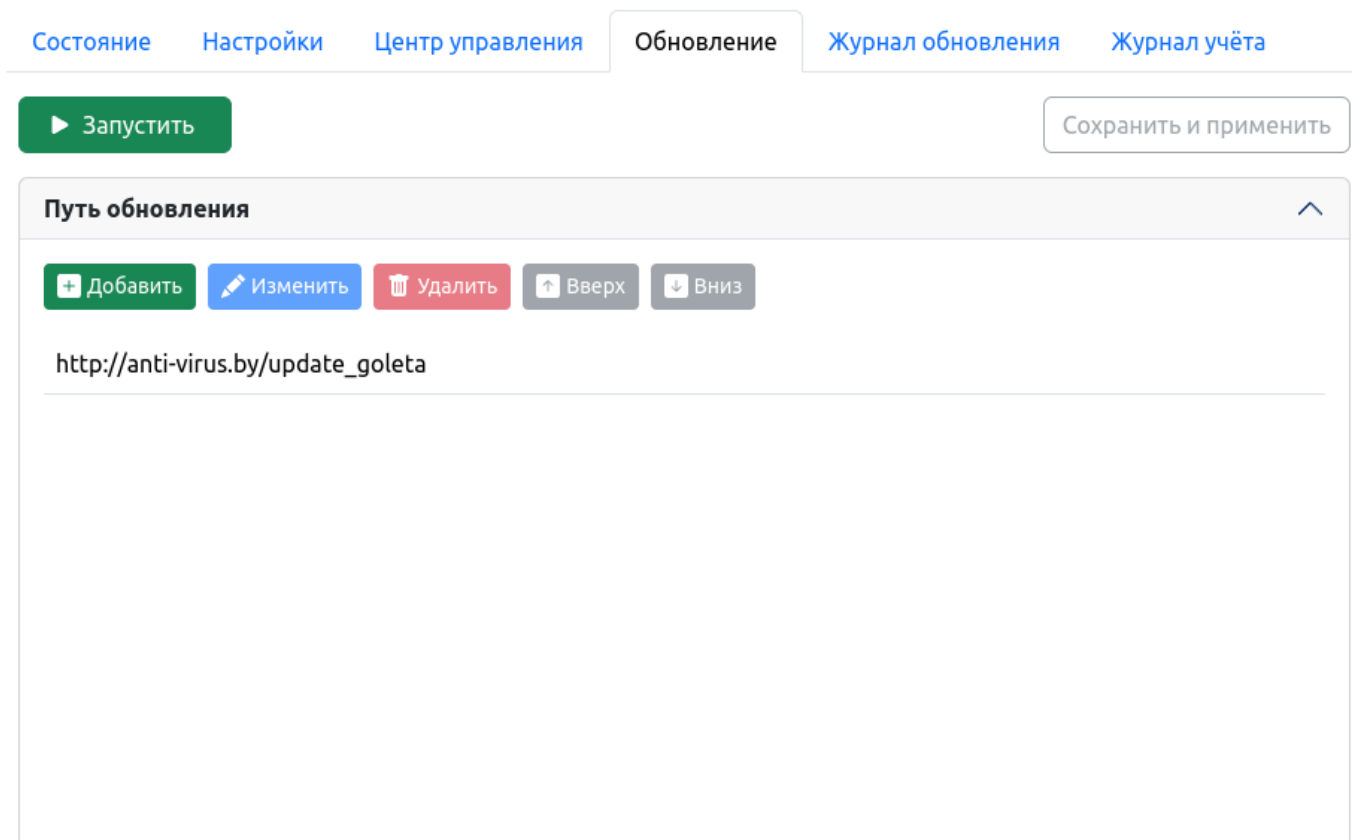 Состояние Настройки Центр управления Обновление Журнал обновления Журнал учёта
Запустить Сохранить и применить
Путь обновления
Добавить Изменить Удалить Вверх Вниз
http://anti-virus.by/update_goleta